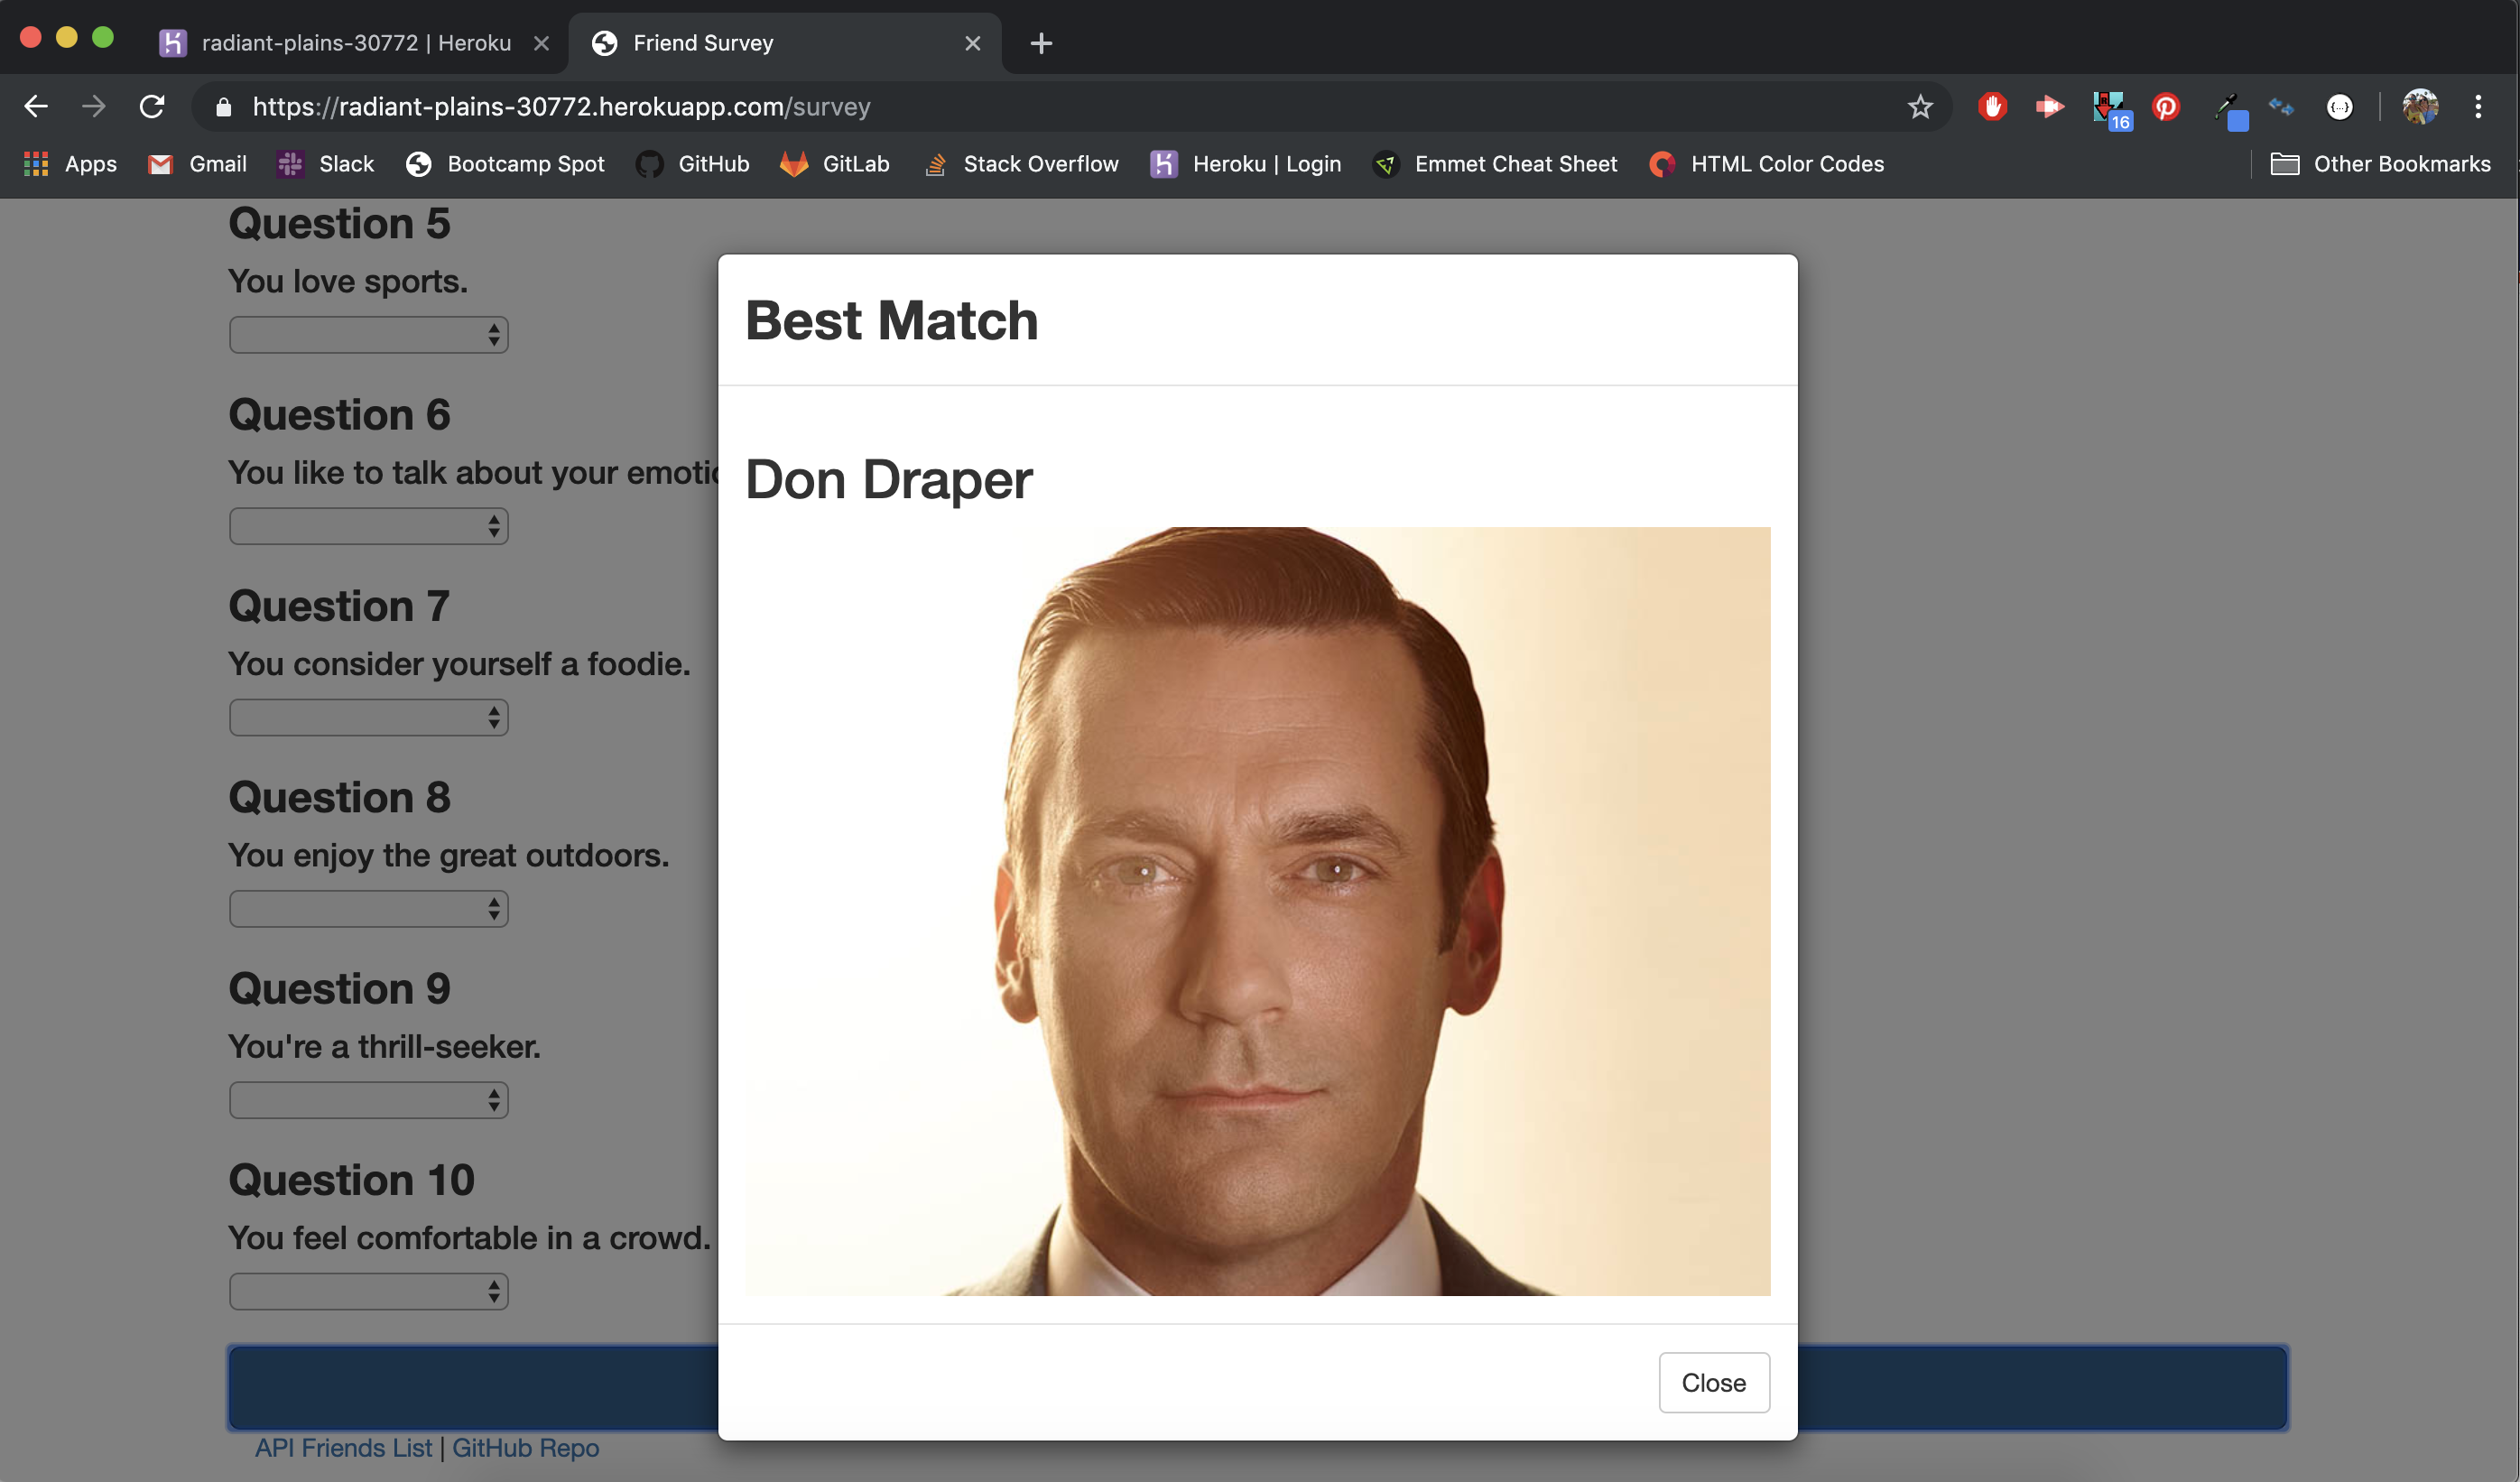 radiant-plains-30772 | Heroku
Friend Survey
https://radiant-plains-30772.herokuapp.com/survey
16
Apps
Gmail
Slack
Bootcamp Spot
GitHub
GitLab
Stack Overflow
Heroku | Login
Emmet Cheat Sheet
HTML Color Codes
Other Bookmarks
Question 5
You love sports.
Question 6
You like to talk about your
Question 7
You consider yourself a foodie.
Question 8
You enjoy the great outdoors.
Question 9
You're a thrill-seeker.
Question 10
You feel comfortable in a crowd.
API Friends List | GitHub Repo
Best Match
Don Draper
Close